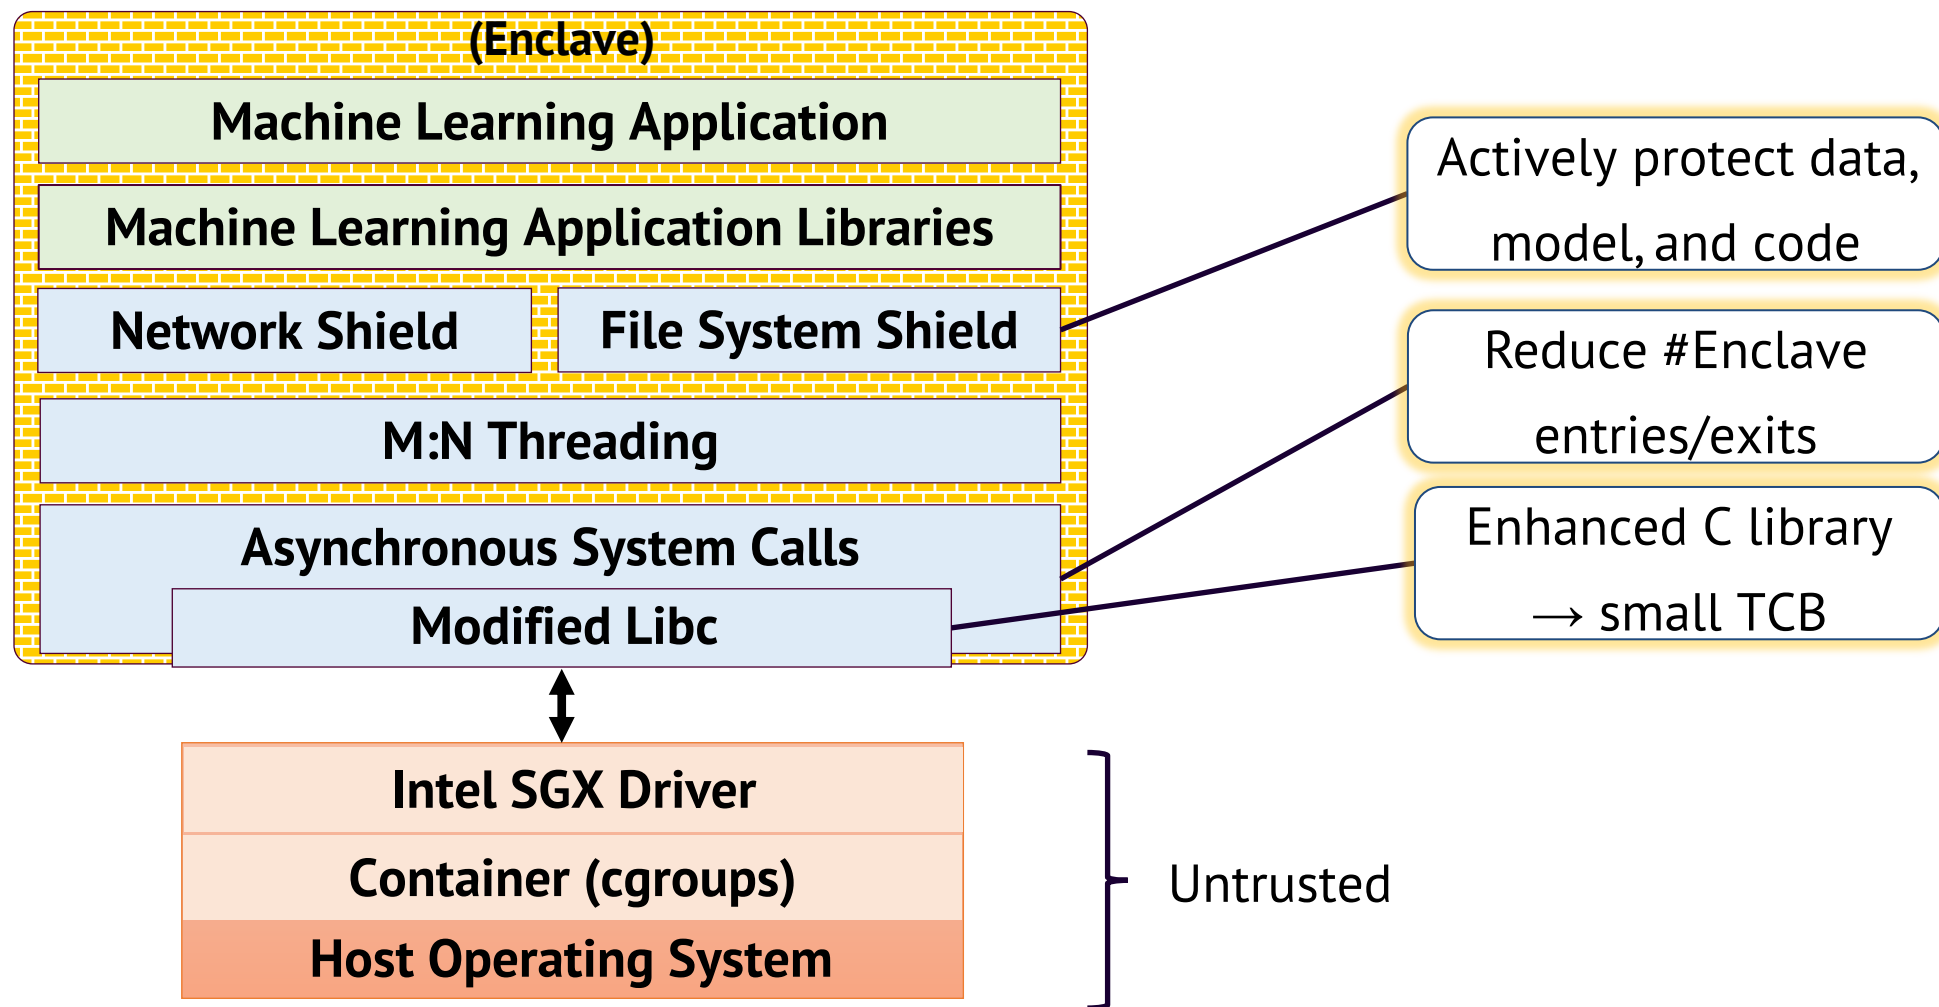 (Enclave)
Machine Learning Application
Machine Learning Application Libraries
Network Shield
File System Shield
M:N Threading
Asynchronous System Calls
Modified Libc
Actively protect data,
model, and code
Reduce #Enclave
entries/exits
Enhanced C library
→ small TCB
Intel SGX Driver
Container (cgroups)
Host Operating System
Untrusted